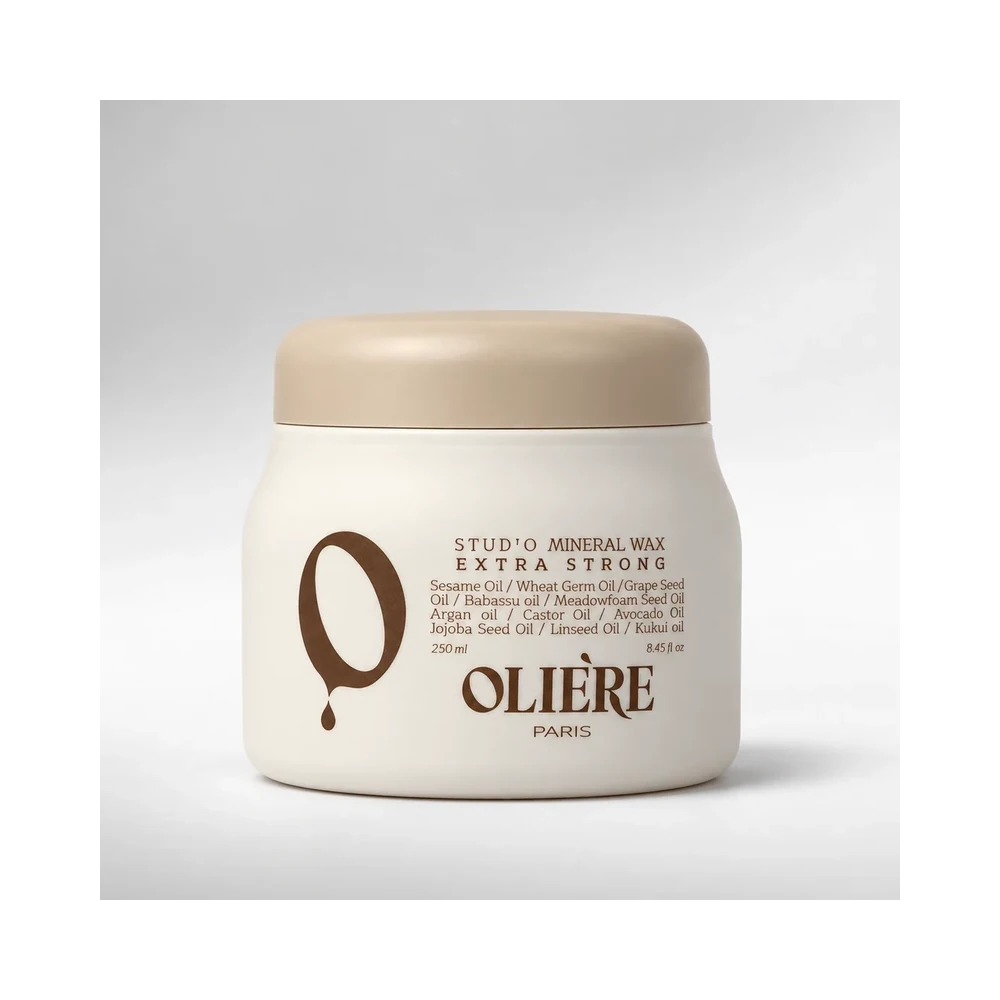 STUD'O MINERAL WAX
EXTRA STRONG
Sesame Oil / Wheat Germ Oil /Grape Seed
Oil / Babassu oil / Meadowfoam Seed Oil
Argan oil / Castor Oil / Avocado Oil
Jojoba Seed Oil / Linseed Oil / Kukui oil
250 ml 8.45 fl oz
OLIÈRE
PARIS